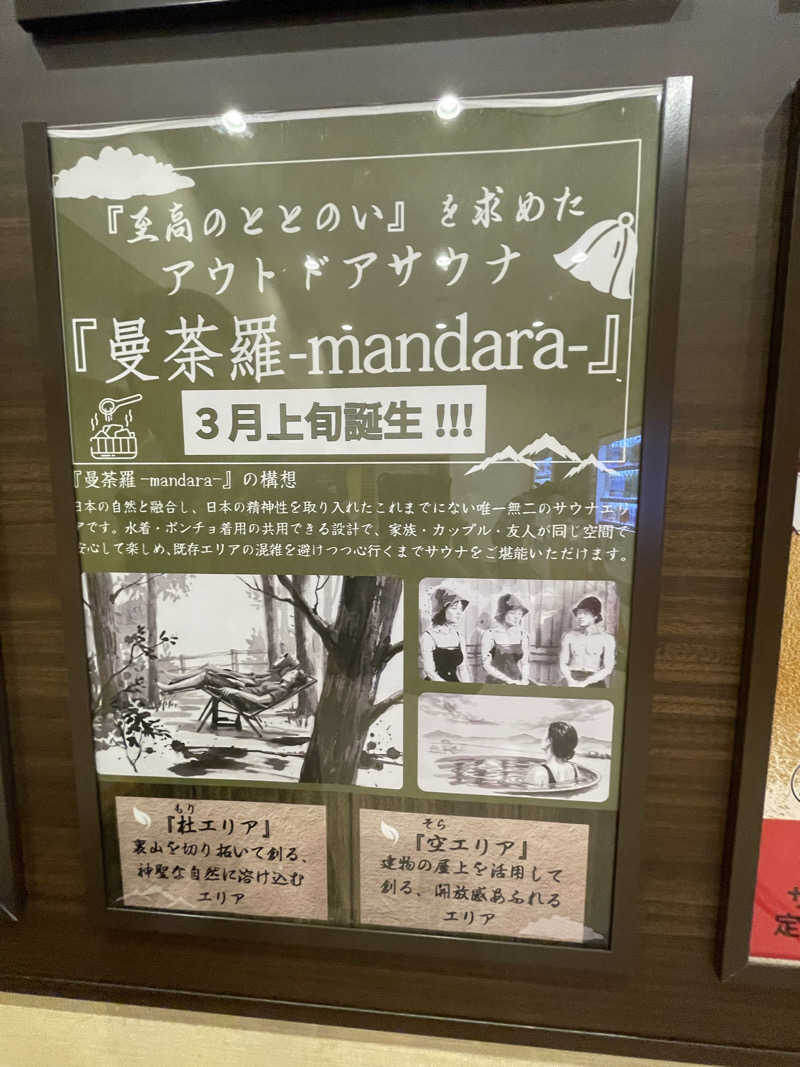 『至高のととのい』を求めた
アウトドアサウナ
『曼荼羅-mandara-』
3月上旬誕生!!!
『曼荼羅-mandara-』の構想
日本の自然と融合し、日本の精神性を取り入れたこれまでにない唯一無二のサウナエリ
アです。水着・ポンチョ着用の共用できる設計で、家族・カップル・友人が同じ空間で
安心して楽しめ、既存エリアの混雑を避けつつ心行くまでサウナをご堪能いただけます。
もり
『杜エリア』
裏山を切り拓いて創る、
神聖な自然に溶け込む
エリア
そら
『空エリア』
建物の屋上を活用して
創る、開放感あふれる
エリア
定